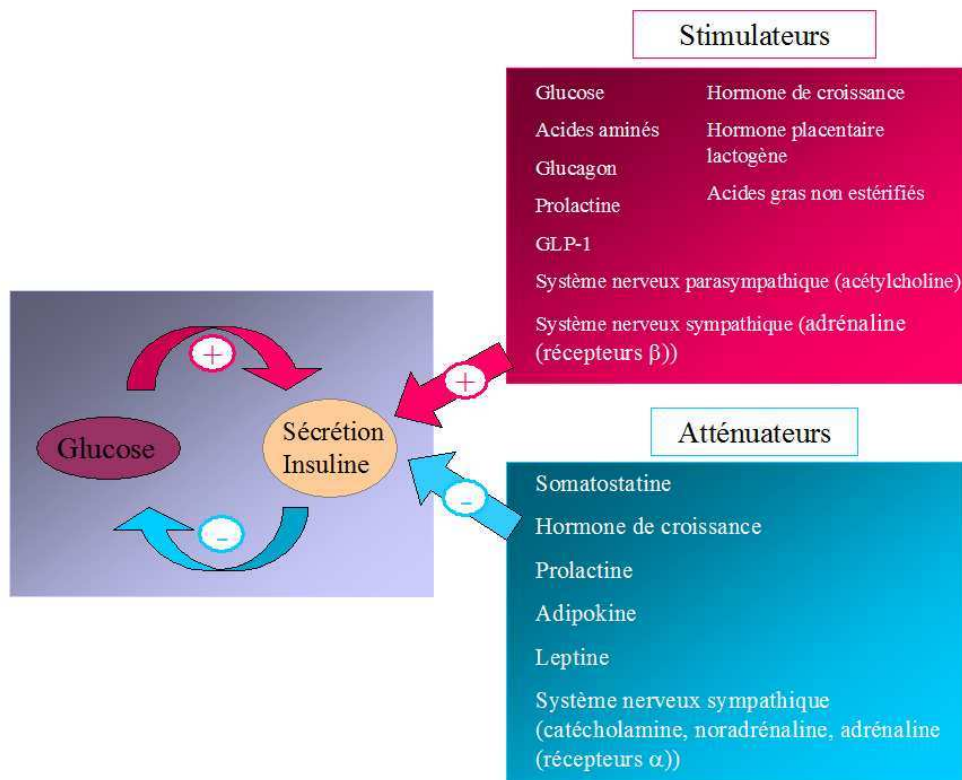 Stimulateurs
Glucose
Acides aminés
Glucagon
Prolactine
GLP-1
Hormone de croissance
Hormone placentaire
lactogène
Acides gras non estérifiés
Système nerveux parasympathique (acétylcholine)
Système nerveux sympathique (adrénaline
(récepteurs β))
+
+
Glucose
Sécrétion
Insuline
-
-
Atténuateurs
Somatostatine
Hormone de croissance
Prolactine
Adipokine
Leptine
Système nerveux sympathique
(catécholamine, noradrénaline, adrénaline
(récepteurs α))